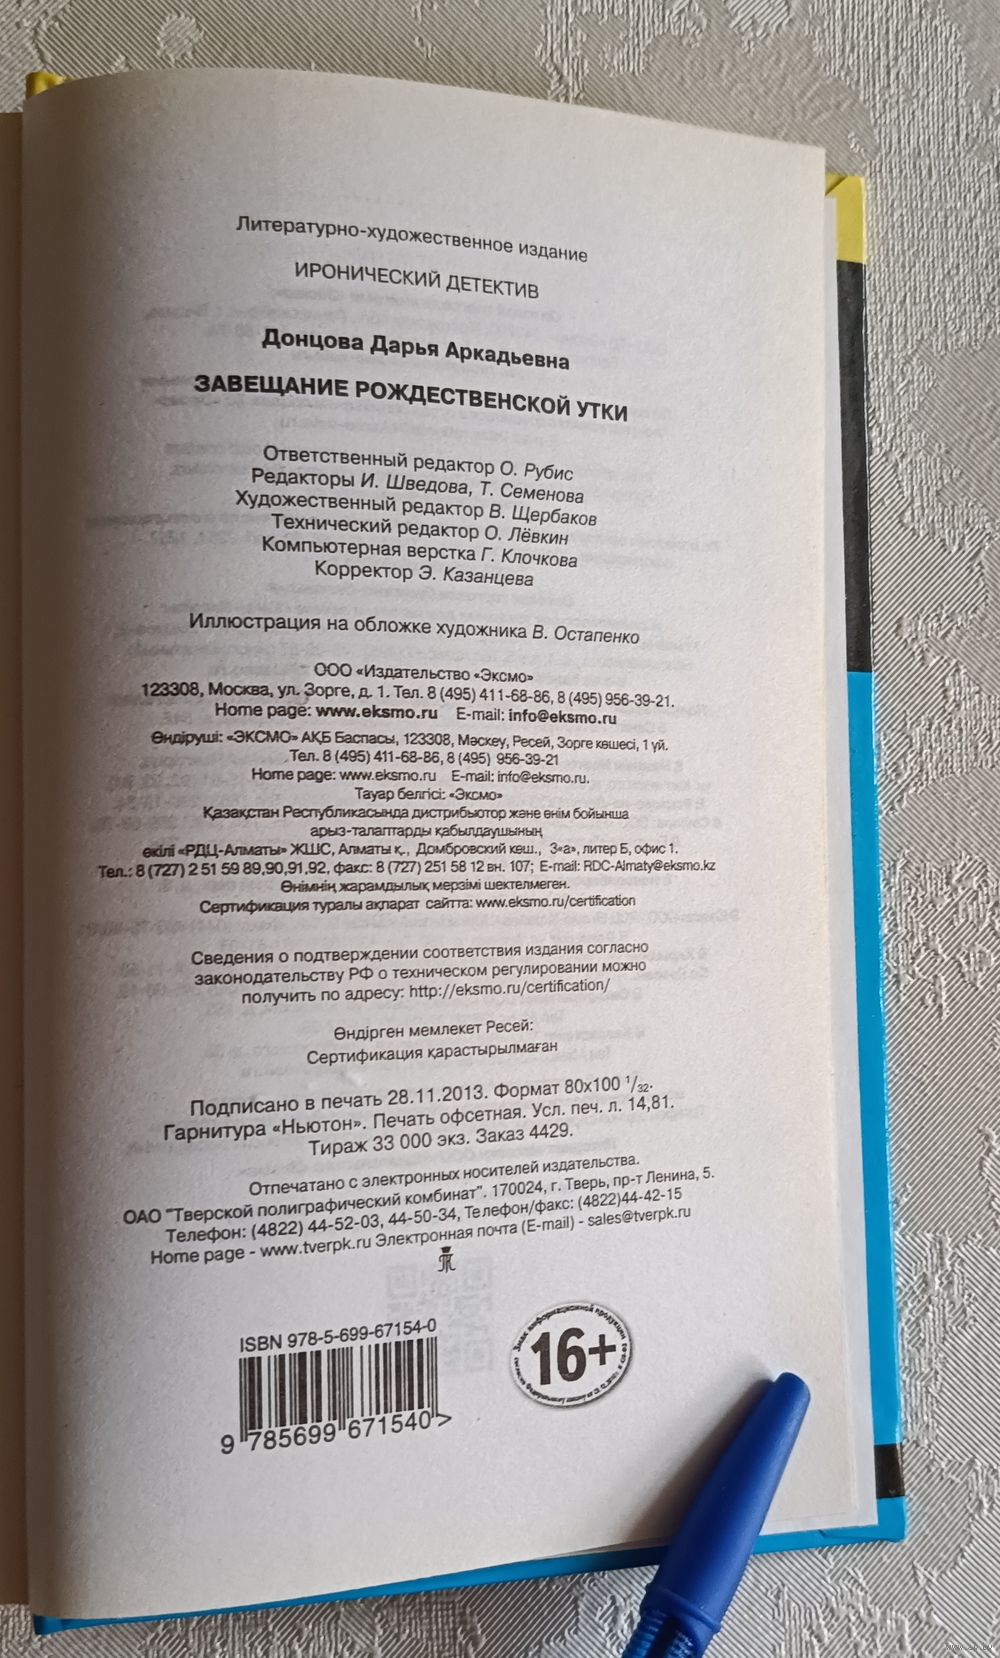 Литературно-художественное издание
ИРОНИЧЕСКИЙ ДЕТЕКТИВ
Донцова Дарья Аркадьевна
ЗАВЕЩАНИЕ РОЖДЕСТВЕНСКОЙ УТКИ
Ответственный редактор О. Рубис
Редакторы И. Шведова, Т. Семенова
Художественный редактор В. Щербаков
Технический редактор О. Лёвкин
Компьютерная верстка Г. Клочкова
Корректор Э. Казанцева
Иллюстрация на обложке художника В. Остапенко
ООО «Издательство «Эксмо»
123308, Москва, ул. Зорге, д. 1. Тел. 8 (495) 411-68-86, 8 (495) 956-39-21.
Home page: www.eksmo.ru E-mail: info@eksmo.ru
Өндіруші: «ЭКСМО» АҚБ Баспасы, 123308, Мәскеу, Ресей, Зорге көшесі, 1 үй.
Тел. 8 (495) 411-68-86, 8 (495) 956-39-21
Home page: www.eksmo.ru E-mail: info@eksmo.ru.
Тауар белгісі: «Эксмо»
Қазақстан Республикасында дистрибьютор және өнім бойынша
арыз-талаптарды қабылдаушының
өкілі «РДЦ-Алматы» ЖШС, Алматы қ., Домбровский көш., 3«а», литер Б, офис 1.
Тел.: 8 (727) 2 51 59 89,90,91,92, факс: 8 (727) 251 58 12 вн. 107; E-mail: RDC-Almaty@eksmo.kz
Өнімнің жарамдылық мерзімі шектелмеген.
Сертификация туралы ақпарат сайтта: www.eksmo.ru/certification
Сведения о подтверждении соответствия издания согласно
законодательству РФ о техническом регулировании можно
получить по адресу: http://eksmo.ru/certification/
Өндірген мемлекет Ресей:
Сертификация қарастырылмаған
Подписано в печать 28.11.2013. Формат 80x100 1/32.
Гарнитура «Ньютон». Печать офсетная. Усл. печ. л. 14,81.
Тираж 33 000 экз. Заказ 4429.
Отпечатано с электронных носителей издательства.
ОАО "Тверской полиграфический комбинат". 170024, г. Тверь, пр-т Ленина, 5.
Телефон: (4822) 44-52-03, 44-50-34, Телефон/факс: (4822)44-42-15
Home page - www.tverpk.ru Электронная почта (E-mail) - sales@tverpk.ru
ISBN 978-5-699-67154-0
9 785699 671540 >
Знак информационной продукции
16+